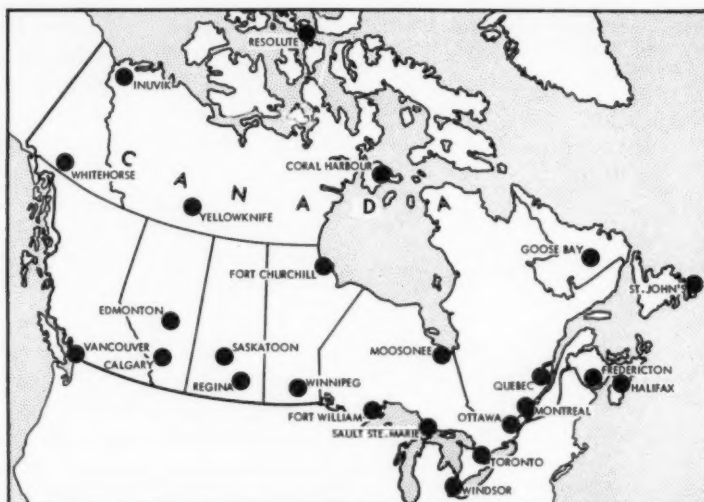 RESOLUTE
INUVIK
CORAL HARBOUR
WHITEHORSE
CANADA
YELLOWKNIFE
GOOSE BAY
FORT CHURCHILL
ST. JOHN'S
EDMONTON
VANCOUVER
SASKATOON
MOOSONEE
CALGARY
FREDERICTON
REGINA
WINNIPEG
QUEBEC
HALIFAX
FORT WILLIAM
MONTREAL
OTTAWA
SAULT STE. MARIE
TORONTO
WINDSOR